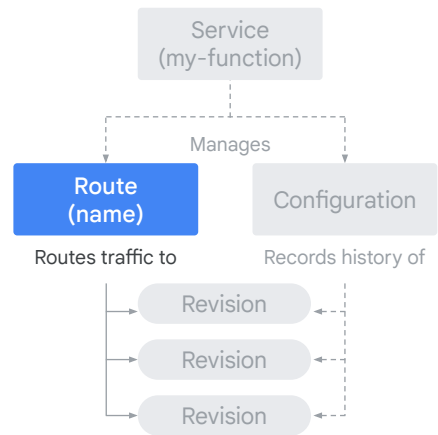 Service
(my-function)
Manages
Route
(name)
Configuration
Routes traffic to
Records history of
Revision
Revision
Revision